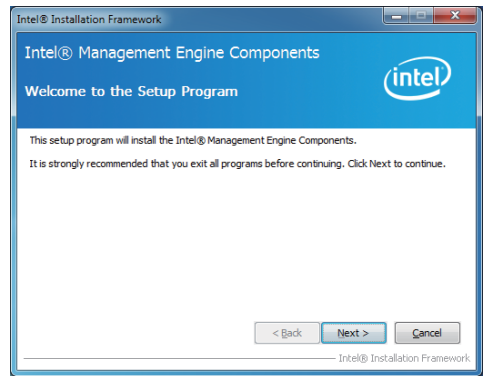 Intel® Installation Framework
Intel® Management Engine Components
Welcome to the Setup Program
intel
This setup program will install the Intel® Management Engine Components.
It is strongly recommended that you exit all programs before continuing. Click Next to continue.
< Back Next > Cancel
Intel® Installation Framework